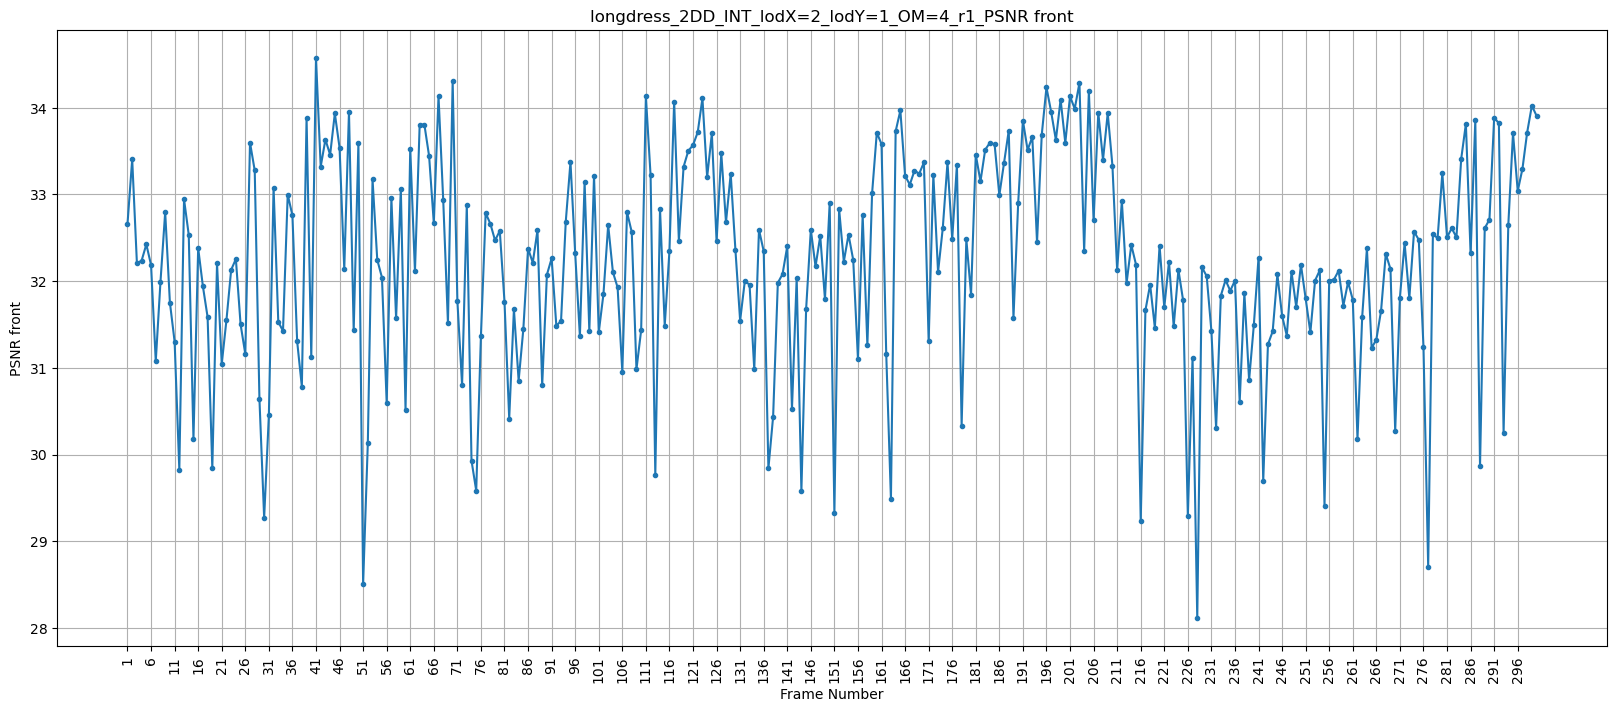 longdress_2DD_INT_lodX=2_lodY=1_OM=4_r1_PSNR front
PSNR front
34
33
32
31
30
29
28
1 6 11 16 21 26 31 36 41 46 51 56 61 66 71 76 81 86 91 96 101 106 111 116 121 126 131 136 141 146 151 156 161 166 171 176 181 186 191 196 201 206 211 216 221 226 231 236 241 246 251 256 261 266 271 276 281 286 291 296
Frame Number